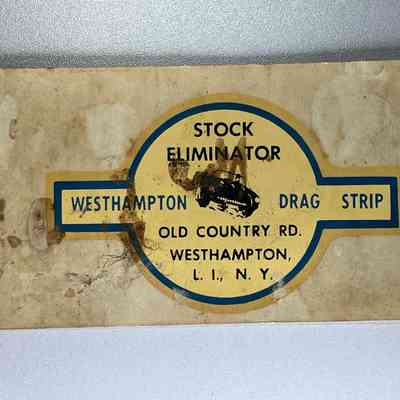 STOCK
ELIMINATOR
WESTHAMPTON DRAG STRIP
OLD COUNTRY RD.
WESTHAMPTON,
L. I., N. Y.